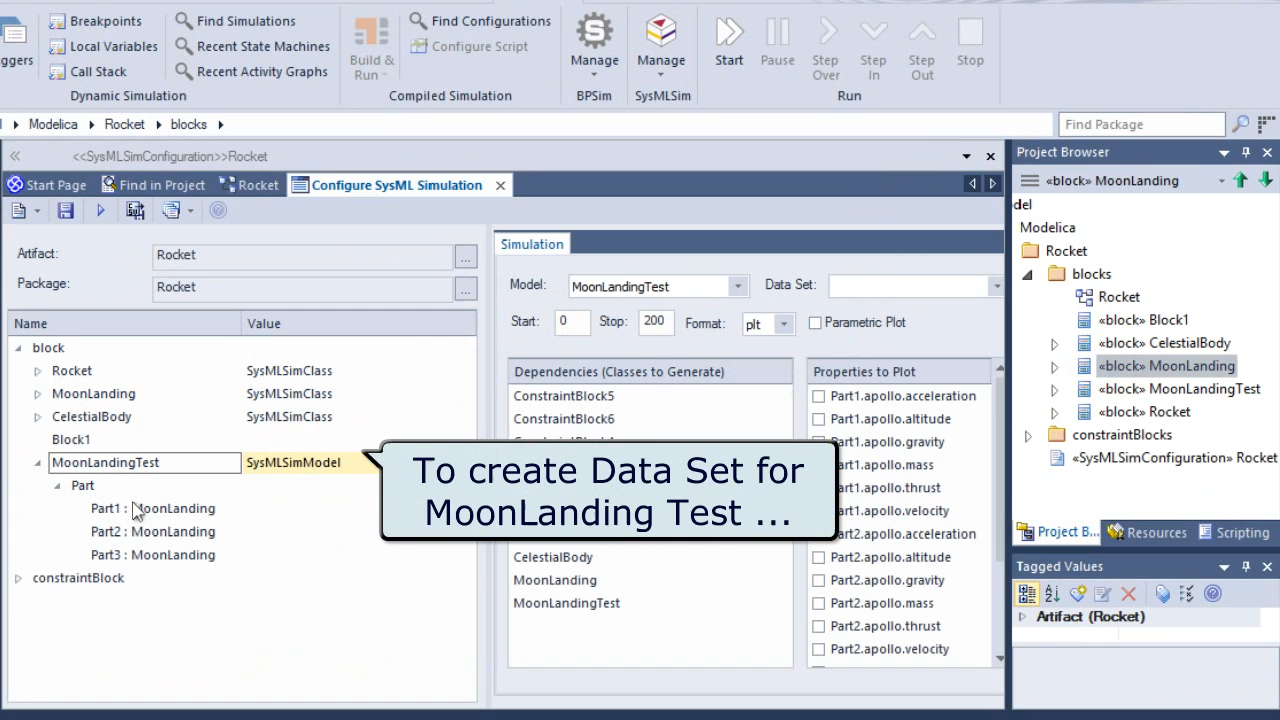 Breakpoints
Local Variables
Call Stack
Dynamic Simulation
ggers
Find Simulations
Recent State Machines
Recent Activity Graphs
Build & Run
Find Configurations
Configure Script
Compiled Simulation
Manage
BPSim
Manage
SysMLSim
Start
Pause
Step Over
Step In
Step Out
Stop
Run
Modelica
Rocket
blocks
Find Package
<<SysMLSimConfiguration>>Rocket
Start Page
Find in Project
Rocket
Configure SysML Simulation
Artifact:
Rocket
...
Package:
Rocket
...
Name
Value
block
Rocket
SysMLSimClass
MoonLanding
SysMLSimClass
CelestialBody
SysMLSimClass
Block1
MoonLandingTest
SysMLSimModel
Part
Part1 : MoonLanding
Part2 : MoonLanding
Part3 : MoonLanding
constraintBlock
Simulation
Model:
MoonLandingTest
Data Set:
Start:
0
Stop:
200
Format:
plt
Parametric Plot
Dependencies (Classes to Generate)
ConstraintBlock5
ConstraintBlock6
CelestialBody
MoonLanding
MoonLandingTest
Properties to Plot
Part1.apollo.acceleration
Part1.apollo.altitude
Part1.apollo.gravity
Part1.apollo.mass
Part1.apollo.thrust
Part1.apollo.velocity
Part2.apollo.acceleration
Part2.apollo.altitude
Part2.apollo.gravity
Part2.apollo.mass
Part2.apollo.thrust
Part2.apollo.velocity
To create Data Set for
MoonLanding Test ...
Project Browser
«block» MoonLanding
del
Modelica
Rocket
blocks
Rocket
«block» Block1
«block» CelestialBody
«block» MoonLanding
«block» MoonLandingTest
«block» Rocket
constraintBlocks
«SysMLSimConfiguration» Rocket
Project B...
Resources
Scripting
Tagged Values
Artifact (Rocket)